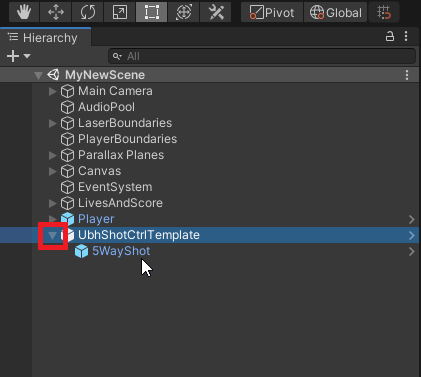 Pivot Global
Hierarchy
All
MyNewScene
Main Camera
AudioPool
LaserBoundaries
PlayerBoundaries
Parallax Planes
Canvas
EventSystem
LivesAndScore
Player
UbhShotCtrlTemplate
5WayShot